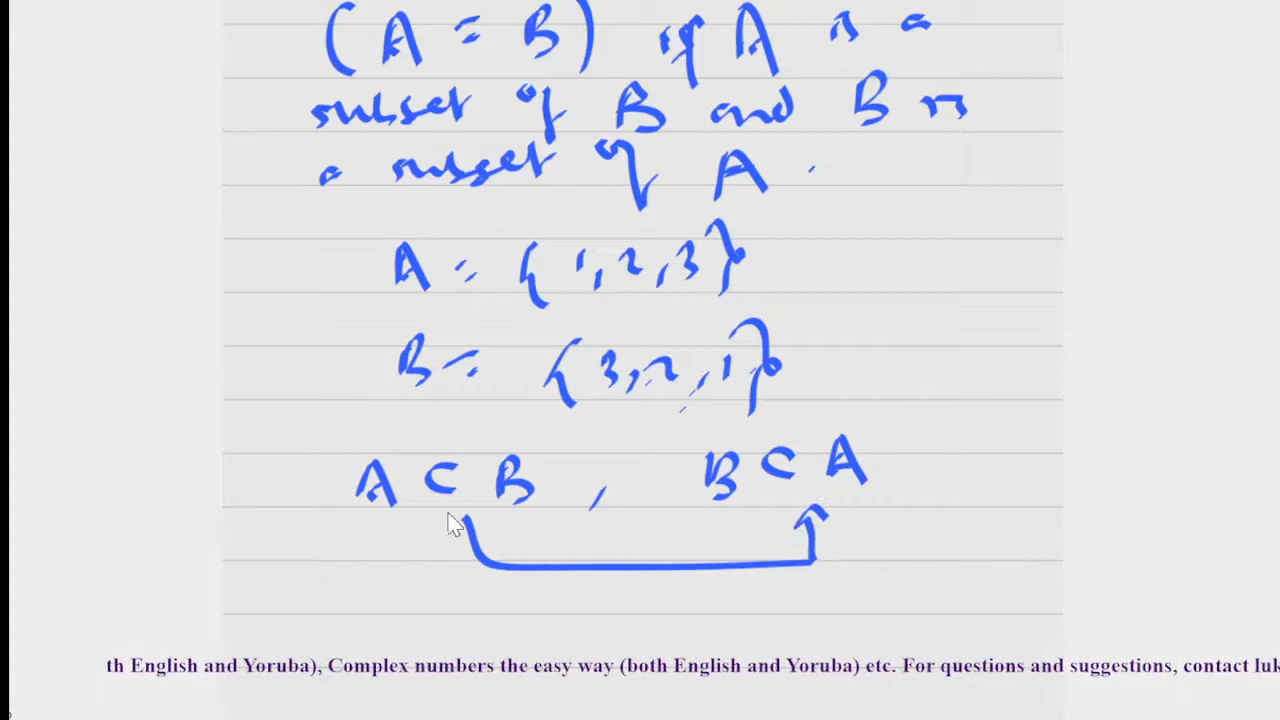 (A = B) if A is a
subset of B and B is
a subset of A.
A = {1, 2, 3}
B = {3, 2, 1}
A ⊂ B, B ⊂ A
th English and Yoruba), Complex numbers the easy way (both English and Yoruba) etc. For questions and suggestions, contact luk